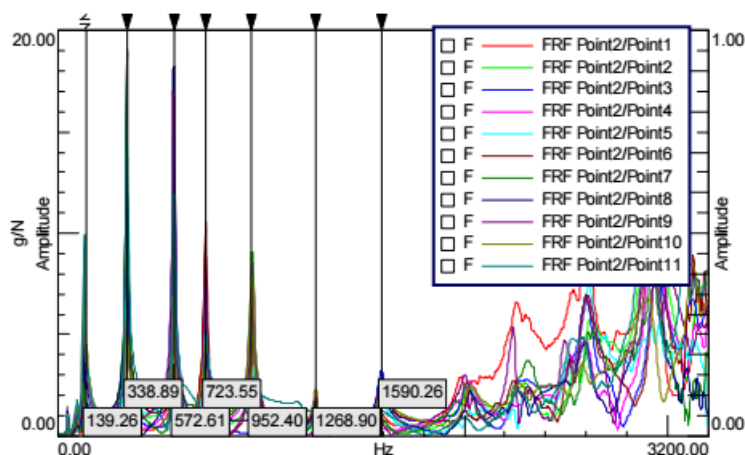 20.00
1.00
F FRF Point2/Point1
F FRF Point2/Point2
F FRF Point2/Point3
F FRF Point2/Point4
F FRF Point2/Point5
F FRF Point2/Point6
F FRF Point2/Point7
F FRF Point2/Point8
F FRF Point2/Point9
F FRF Point2/Point10
F FRF Point2/Point11
g/N
Amplitude
Amplitude
338.89
723.55
1590.26
139.26
572.61
952.40
1268.90
0.00
0.00
0.00
Hz
3200.00